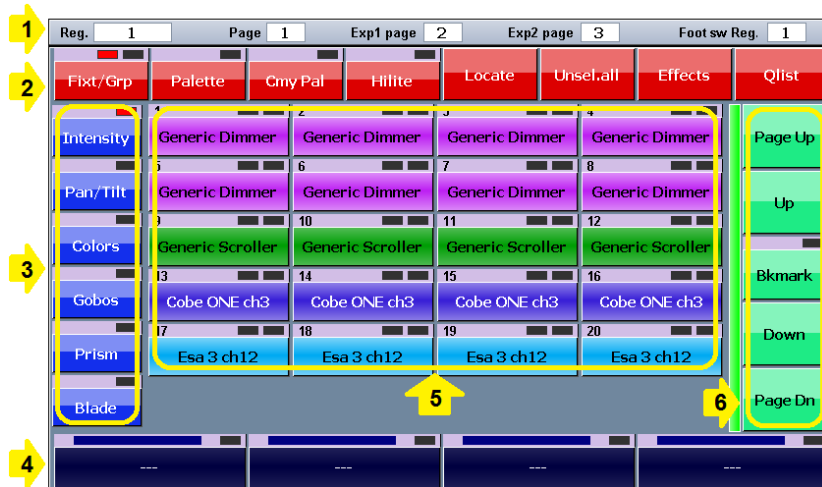 1 Reg. 1 Page 1 Exp1 page 2 Exp2 page 3 Foot sw Reg. 1
2 Fixt/Grp Palette Cmy Pal Hilite Locate Unsel.all Effects Qlist
1 2 3 4
Intensity Generic Dimmer Generic Dimmer Generic Dimmer Generic Dimmer Page Up
5 6 7 8
Pan/Tilt Generic Dimmer Generic Dimmer Generic Dimmer Generic Dimmer Up
9 10 11 12
3 Colors Generic Scroller Generic Scroller Generic Scroller Generic Scroller
13 14 15 16 Bkmark
Gobos Cobe ONE ch3 Cobe ONE ch3 Cobe ONE ch3 Cobe ONE ch3
17 18 19 20 Down
Prism Esa 3 ch12 Esa 3 ch12 Esa 3 ch12 Esa 3 ch12
Blade 5 6 Page Dn
4 --- --- --- ---